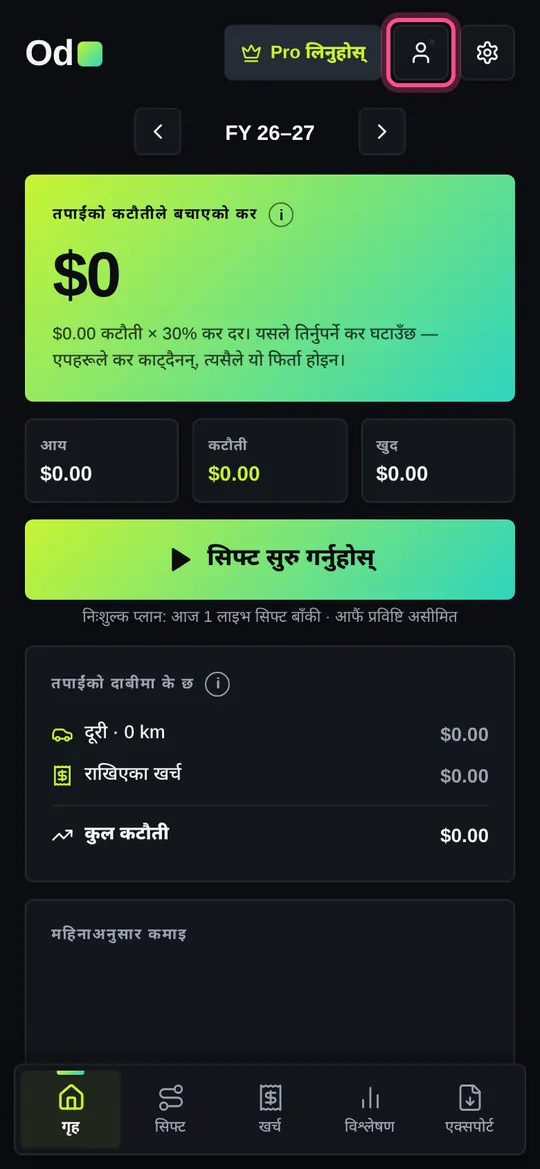 Od
Pro लिनुहोस्
FY 26–27
तपाईंको कटौतीले बचाएको कर
$0
$0.00 कटौती × 30% कर दर। यसले तिर्नुपर्ने कर घटाउँछ —
एपहरूले कर काट्दैनन्, त्यसैले यो फिर्ता होइन।
आय
कटौती
खुद
$0.00
$0.00
$0.00
सिफ्ट सुरु गर्नुहोस्
निःशुल्क प्लान: आज 1 लाइभ सिफ्ट बाँकी · आफैं प्रविष्टि असीमित
तपाईंको दाबीमा के छ
दूरी · 0 km $0.00
राखिएका खर्च $0.00
कुल कटौती $0.00
महिनाअनुसार कमाइ
गृह
सिफ्ट
खर्च
विश्लेषण
एक्सपोर्ट